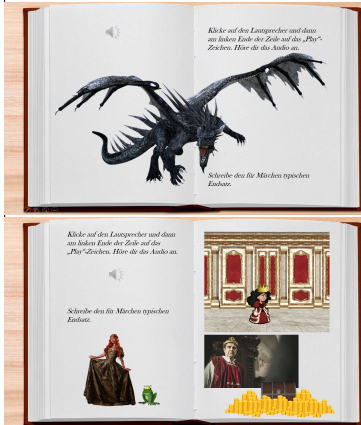 Klicke auf den Lautsprecher und dann
am linken Ende der Zeile auf das „Play“-
Zeichen. Höre dir das Audio an.
Schreibe den für Märchen typischen
Endsatz.
Klicke auf den Lautsprecher und dann
am linken Ende der Zeile auf das
„Play“-Zeichen. Höre dir das Audio an.
Schreibe den für Märchen typischen
Endsatz.